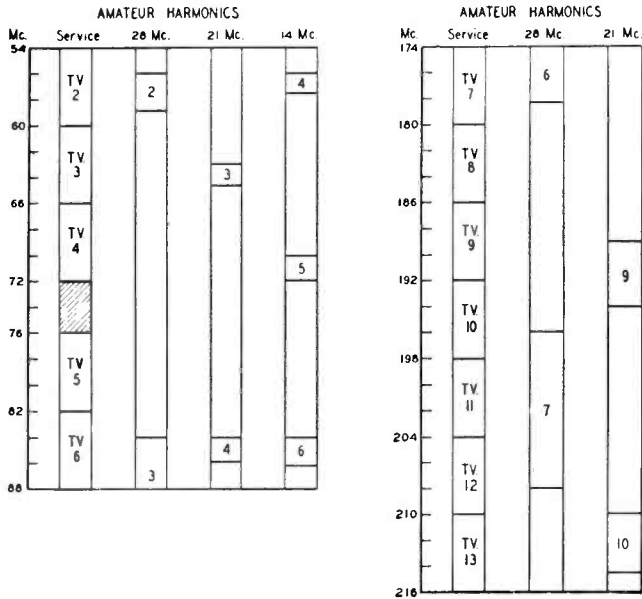 AMATEUR HARMONICS
Mc. Service 28 Mc. 21 Mc. 14 Mc.
54
TV 2
2
4
60
TV. 3
3
66
TV 4
5
72
76
TV 5
82
TV 6
3
4
6
88
AMATEUR HARMONICS
Mc. Service 28 Mc. 21 Mc.
174
TV. 7
6
180
TV. 8
186
TV. 9
9
192
TV. 10
198
TV. 11
7
204
TV. 12
210
TV. 13
10
216